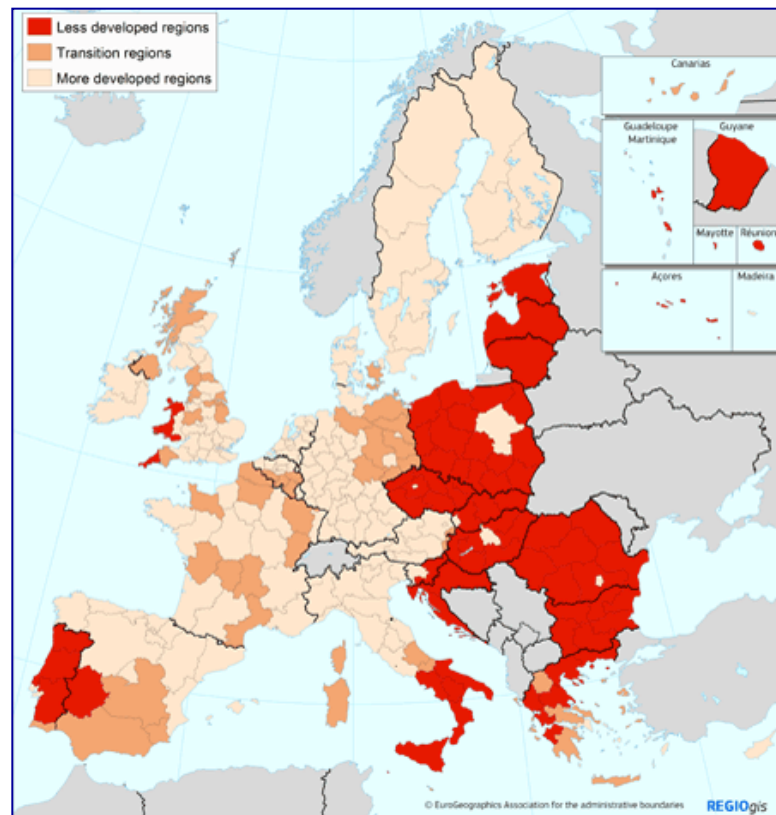 Less developed regions
Transition regions
More developed regions
Canarias
Guadeloupe
Martinique
Guyane
Mayotte
Réunion
Açores
Madeira
© EuroGeographics Association for the administrative boundaries
REGIOgis